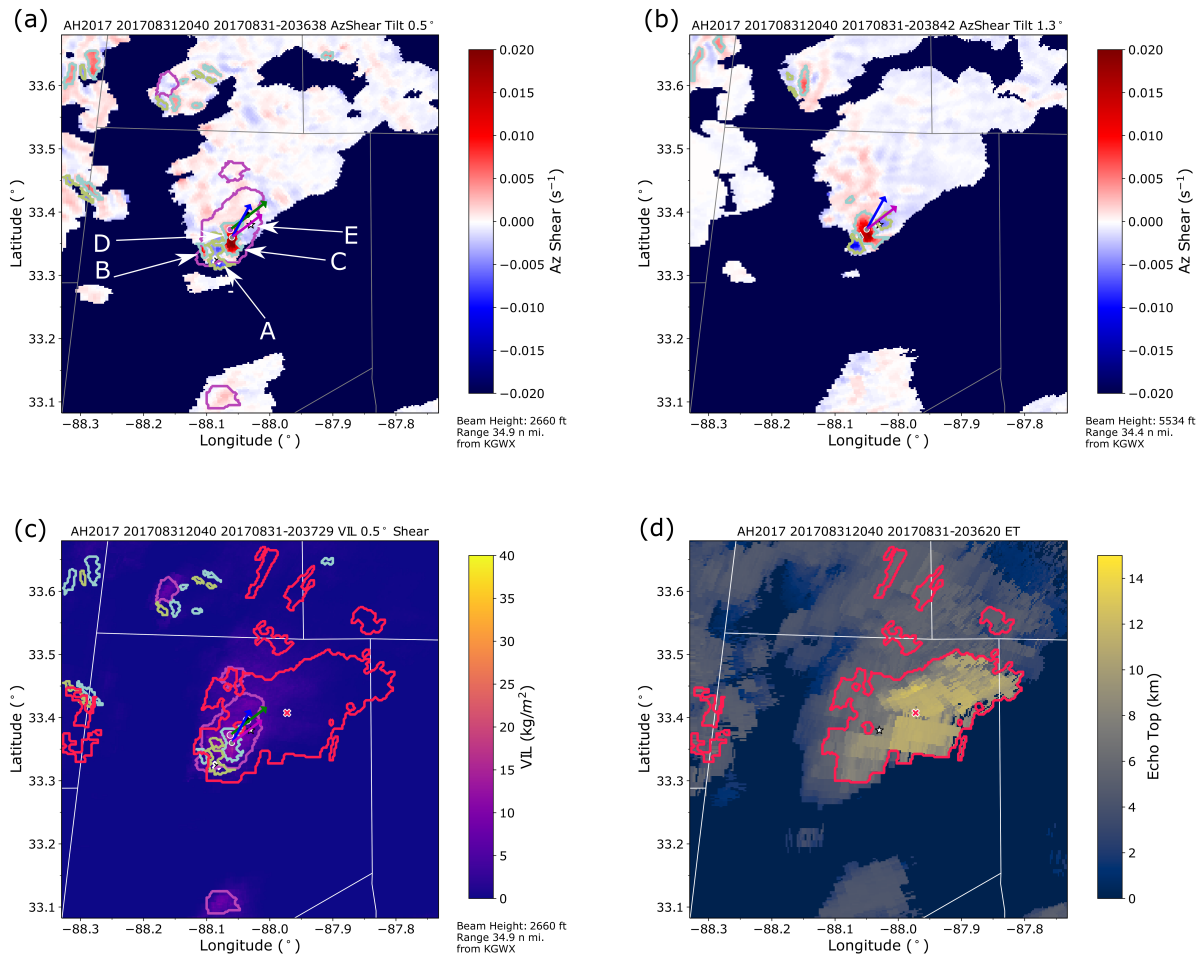 (a)
AH2017 201708312040 20170831-203638 AzShear Tilt 0.5°
33.6
33.5
33.4
33.3
33.2
33.1
Latitude (°)
−88.3
−88.2
−88.1
−88.0
−87.9
−87.8
Longitude (°)
D
B
E
C
A
0.020
0.015
0.010
0.005
0.000
−0.005
−0.010
−0.015
−0.020
Az Shear (s⁻¹)
Beam Height: 2660 ft
Range 34.9 n mi.
from KGWX
(b)
AH2017 201708312040 20170831-203842 AzShear Tilt 1.3°
33.6
33.5
33.4
33.3
33.2
33.1
Latitude (°)
−88.3
−88.2
−88.1
−88.0
−87.9
−87.8
Longitude (°)
0.020
0.015
0.010
0.005
0.000
−0.005
−0.010
−0.015
−0.020
Az Shear (s⁻¹)
Beam Height: 5534 ft
Range 34.4 n mi.
from KGWX
(c)
AH2017 201708312040 20170831-203729 VIL 0.5° Shear
33.6
33.5
33.4
33.3
33.2
33.1
Latitude (°)
−88.3
−88.2
−88.1
−88.0
−87.9
−87.8
Longitude (°)
40
35
30
25
20
15
10
5
0
VIL (kg/m²)
Beam Height: 2660 ft
Range 34.9 n mi.
from KGWX
(d)
AH2017 201708312040 20170831-203620 ET
33.6
33.5
33.4
33.3
33.2
33.1
Latitude (°)
−88.3
−88.2
−88.1
−88.0
−87.9
−87.8
Longitude (°)
14
12
10
8
6
4
2
0
Echo Top (km)